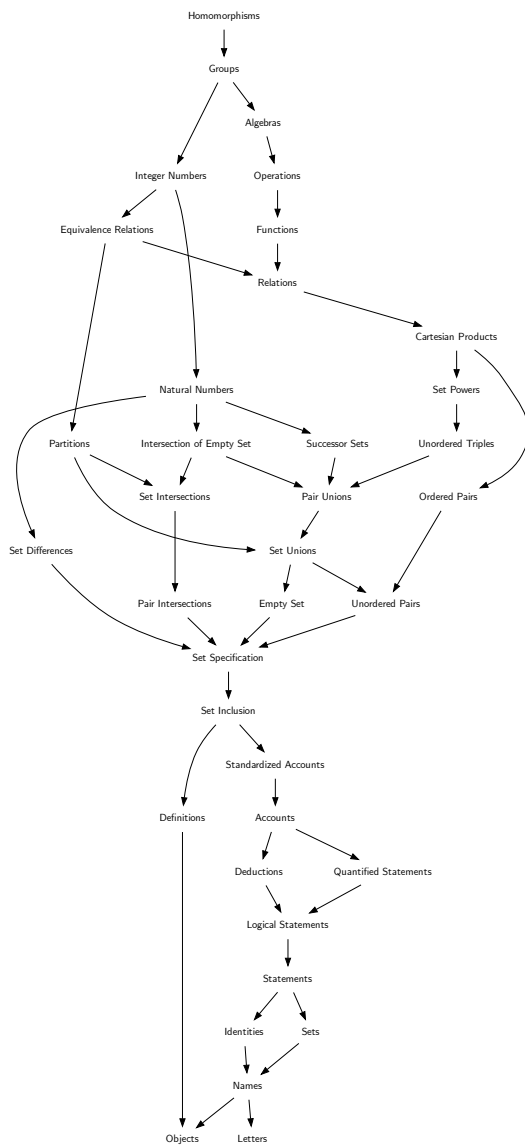 Homomorphisms
Groups
Algebras
Integer Numbers
Operations
Equivalence Relations
Functions
Relations
Cartesian Products
Natural Numbers
Set Powers
Partitions
Intersection of Empty Set
Successor Sets
Unordered Triples
Set Intersections
Pair Unions
Ordered Pairs
Set Differences
Set Unions
Pair Intersections
Empty Set
Unordered Pairs
Set Specification
Set Inclusion
Standardized Accounts
Definitions
Accounts
Deductions
Quantified Statements
Logical Statements
Statements
Identities
Sets
Names
Objects
Letters